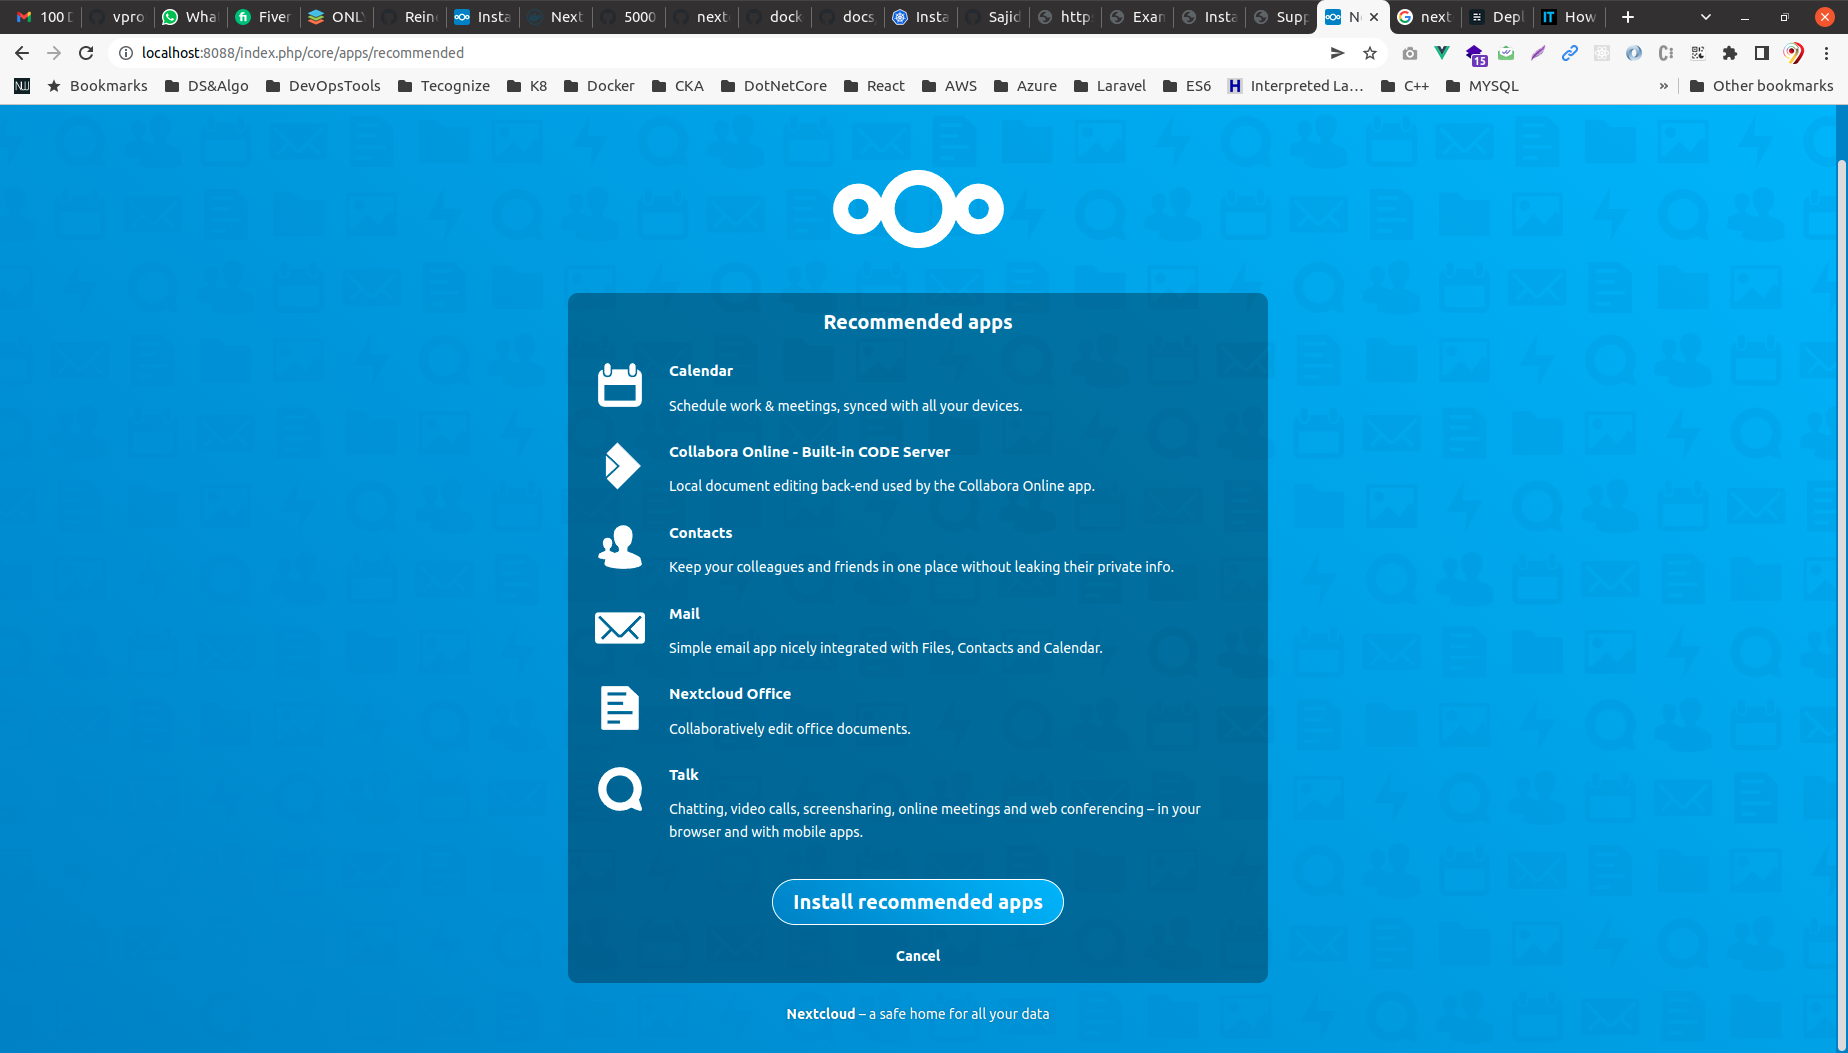 100
vpro
Wha
Fiver
ONL
Rein
Insta
Next
5000
next
dock
docs
Insta
Sajid
http
Exan
Insta
Supp
N
next
Depl
IT
How
localhost:8088/index.php/core/apps/recommended
15
Bookmarks
DS&Algo
DevOpsTools
Tecognize
K8
Docker
CKA
DotNetCore
React
AWS
Azure
Laravel
ES6
H
Interpreted La...
C++
MYSQL
»
Other bookmarks
Recommended apps
Calendar
Schedule work & meetings, synced with all your devices.
Collabora Online - Built-in CODE Server
Local document editing back-end used by the Collabora Online app.
Contacts
Keep your colleagues and friends in one place without leaking their private info.
Mail
Simple email app nicely integrated with Files, Contacts and Calendar.
Nextcloud Office
Collaboratively edit office documents.
Talk
Chatting, video calls, screensharing, online meetings and web conferencing – in your
browser and with mobile apps.
Install recommended apps
Cancel
Nextcloud – a safe home for all your data